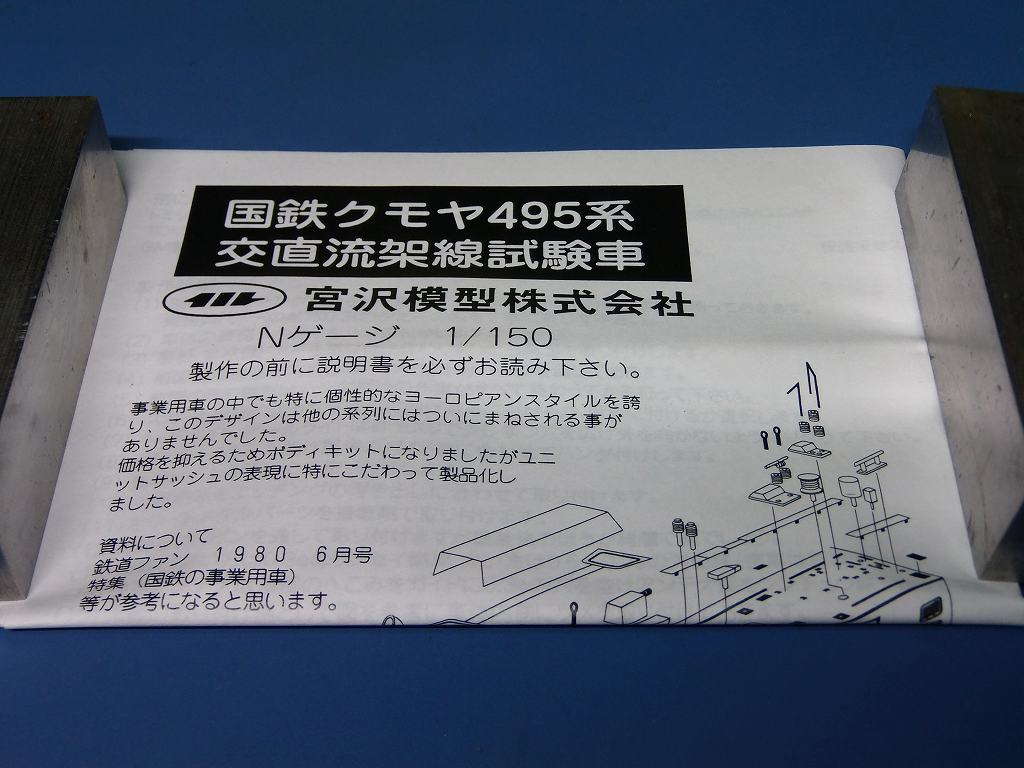 国鉄クモヤ495系
交直流架線試験車
宮沢模型株式会社
Nゲージ 1/150
製作の前に説明書を必ずお読み下さい。
事業用車の中でも特に個性的なヨーロピアンスタイルを誇
り、このデザインは他の系列にはついにまねされる事が
ありませんでした。
価格を抑えるためボディキットになりましたがユニ
ットサッシュの表現に特にこだわって製品化し
ました。
資料について
鉄道ファン 1980 6月号
特集（国鉄の事業用車）
等が参考になると思います。